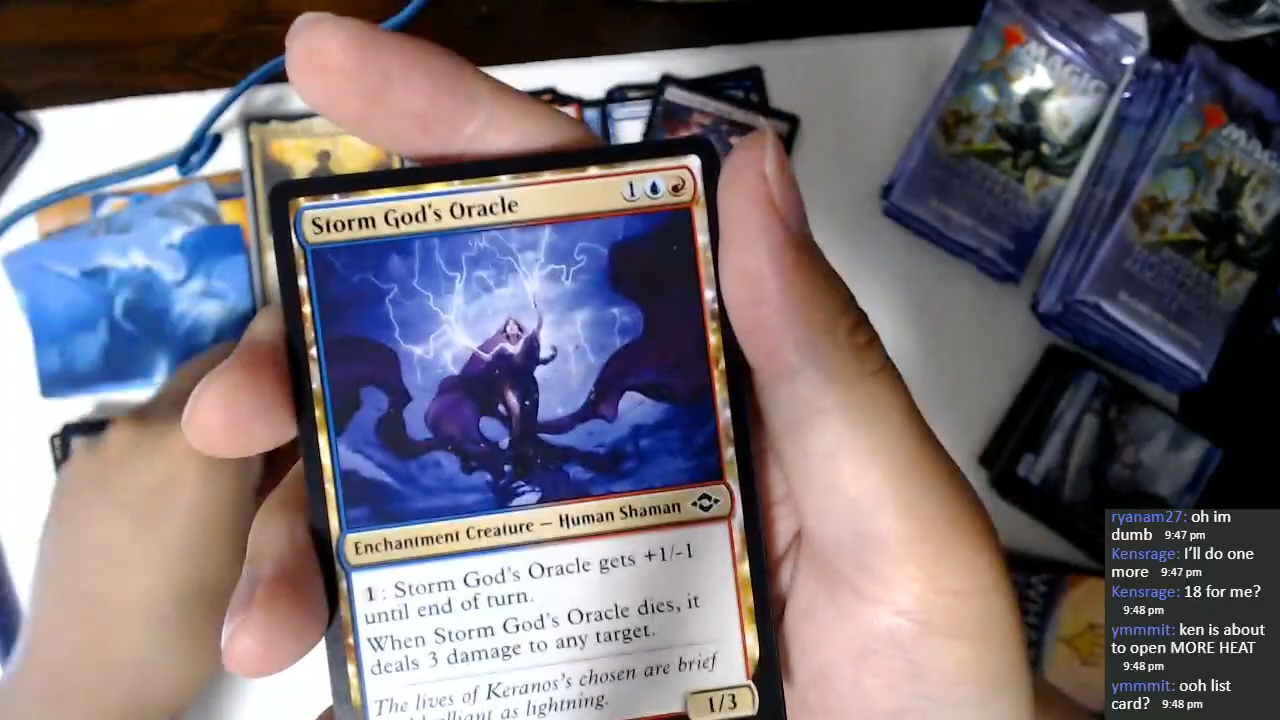 Storm God's Oracle
1
Enchantment Creature — Human Shaman
1: Storm God's Oracle gets +1/-1
until end of turn.
When Storm God's Oracle dies, it
deals 3 damage to any target.
The lives of Keranos's chosen are brief
as lightning.
1/3
MAGIC
MAGIC
ryanam27: oh im
dumb 9:47 pm
Kensrage: I'll do one
more 9:47 pm
Kensrage: 18 for me?
9:48 pm
ymmmit: ken is about
to open MORE HEAT
9:48 pm
ymmmit: ooh list
card? 9:48 pm